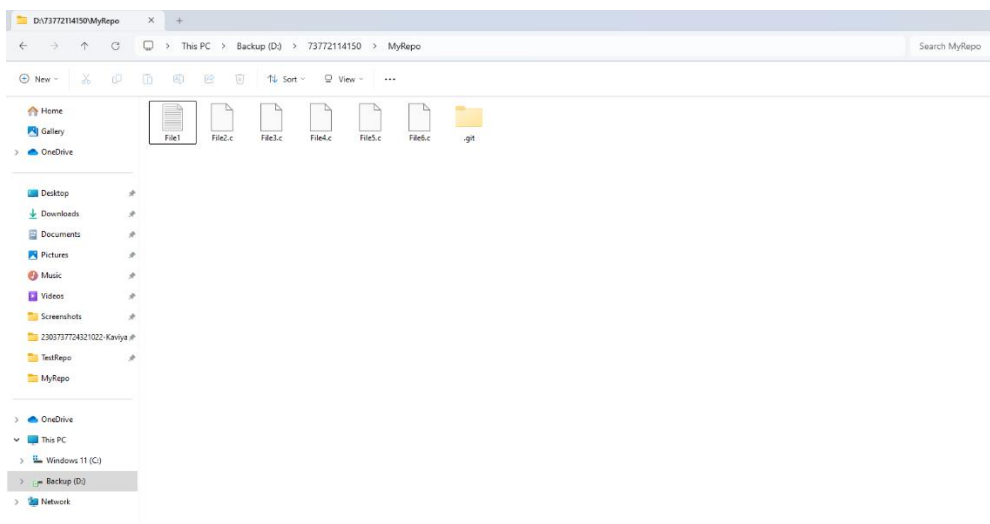 D:\73772114150\MyRepo
This PC > Backup (D:) > 73772114150 > MyRepo
Search MyRepo
New
Sort
View
Home
Gallery
OneDrive
File1
File2.c
File3.c
File4.c
File5.c
File6.c
.git
Desktop
Downloads
Documents
Pictures
Music
Videos
Screenshots
2303737724321022-Kaviya
TestRepo
MyRepo
OneDrive
This PC
Windows 11 (C:)
Backup (D:)
Network